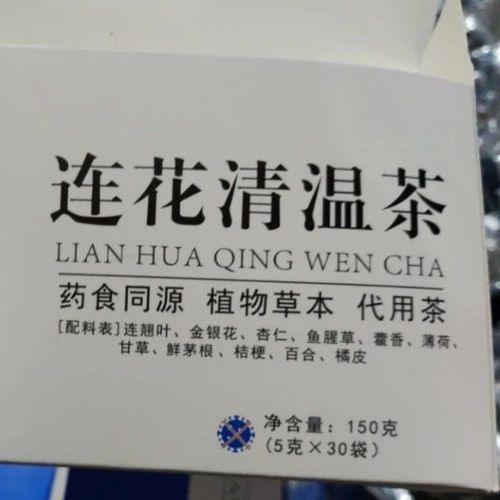 连花清温茶
LIAN HUA QING WEN CHA
药食同源 植物草本 代用茶
[配料表]连翘叶、金银花、杏仁、鱼腥草、藿香、薄荷、
甘草、鲜茅根、桔梗、百合、橘皮
净含量：150克
(5克×30袋)